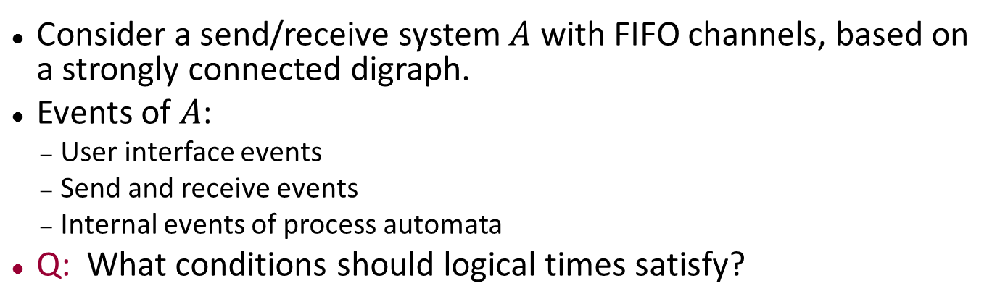 • Consider a send/receive system A with FIFO channels, based on
a strongly connected digraph.
• Events of A:
– User interface events
– Send and receive events
– Internal events of process automata
• Q: What conditions should logical times satisfy?